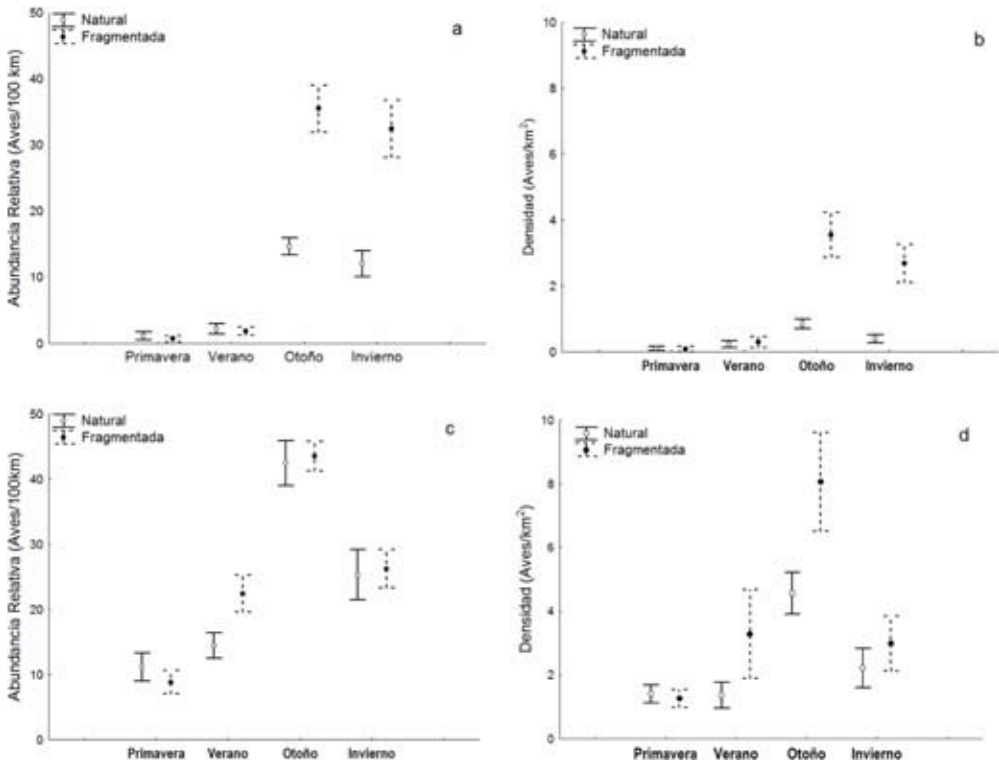 a
Natural
Fragmentada
Abundancia Relativa (Aves/100 km)
50
40
30
20
10
0
Primavera Verano Otoño Invierno
b
Natural
Fragmentada
Densidad (Aves/km²)
10
8
6
4
2
0
Primavera Verano Otoño Invierno
c
Natural
Fragmentada
Abundancia Relativa (Aves/100km)
50
40
30
20
10
0
Primavera Verano Otoño Invierno
d
Natural
Fragmentada
Densidad (Aves/km²)
10
8
6
4
2
0
Primavera Verano Otoño Invierno